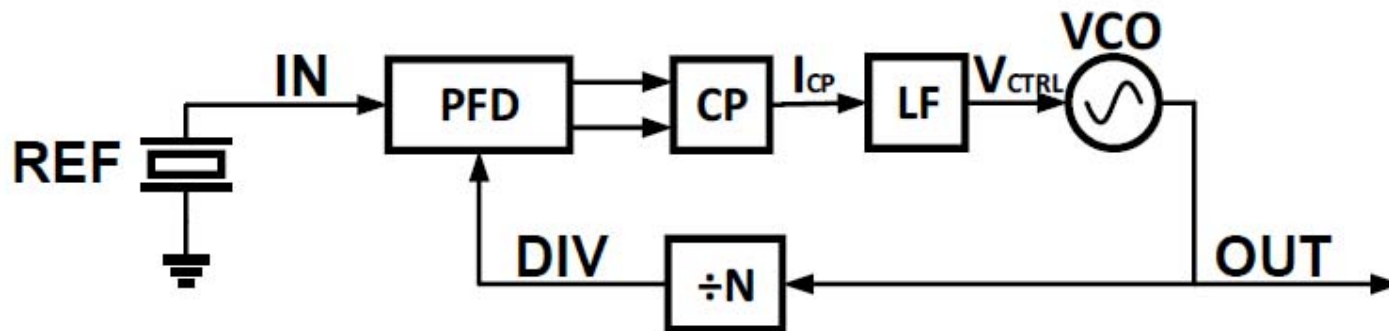 VCO
IN
PFD
CP
ICP
LF
VCTRL
REF
DIV
÷N
OUT